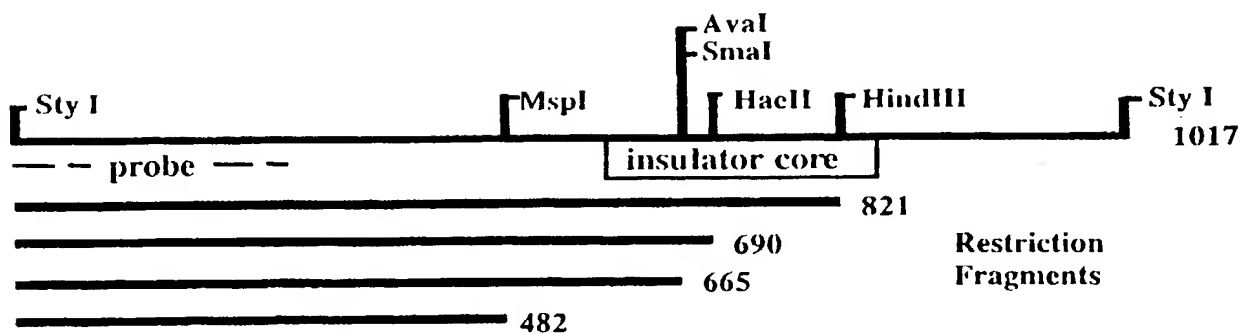 AvaI
SmaI
Sty I
MspI
HaeII
HindIII
Sty I
1017
probe
insulator core
821
690
Restriction
Fragments
665
482